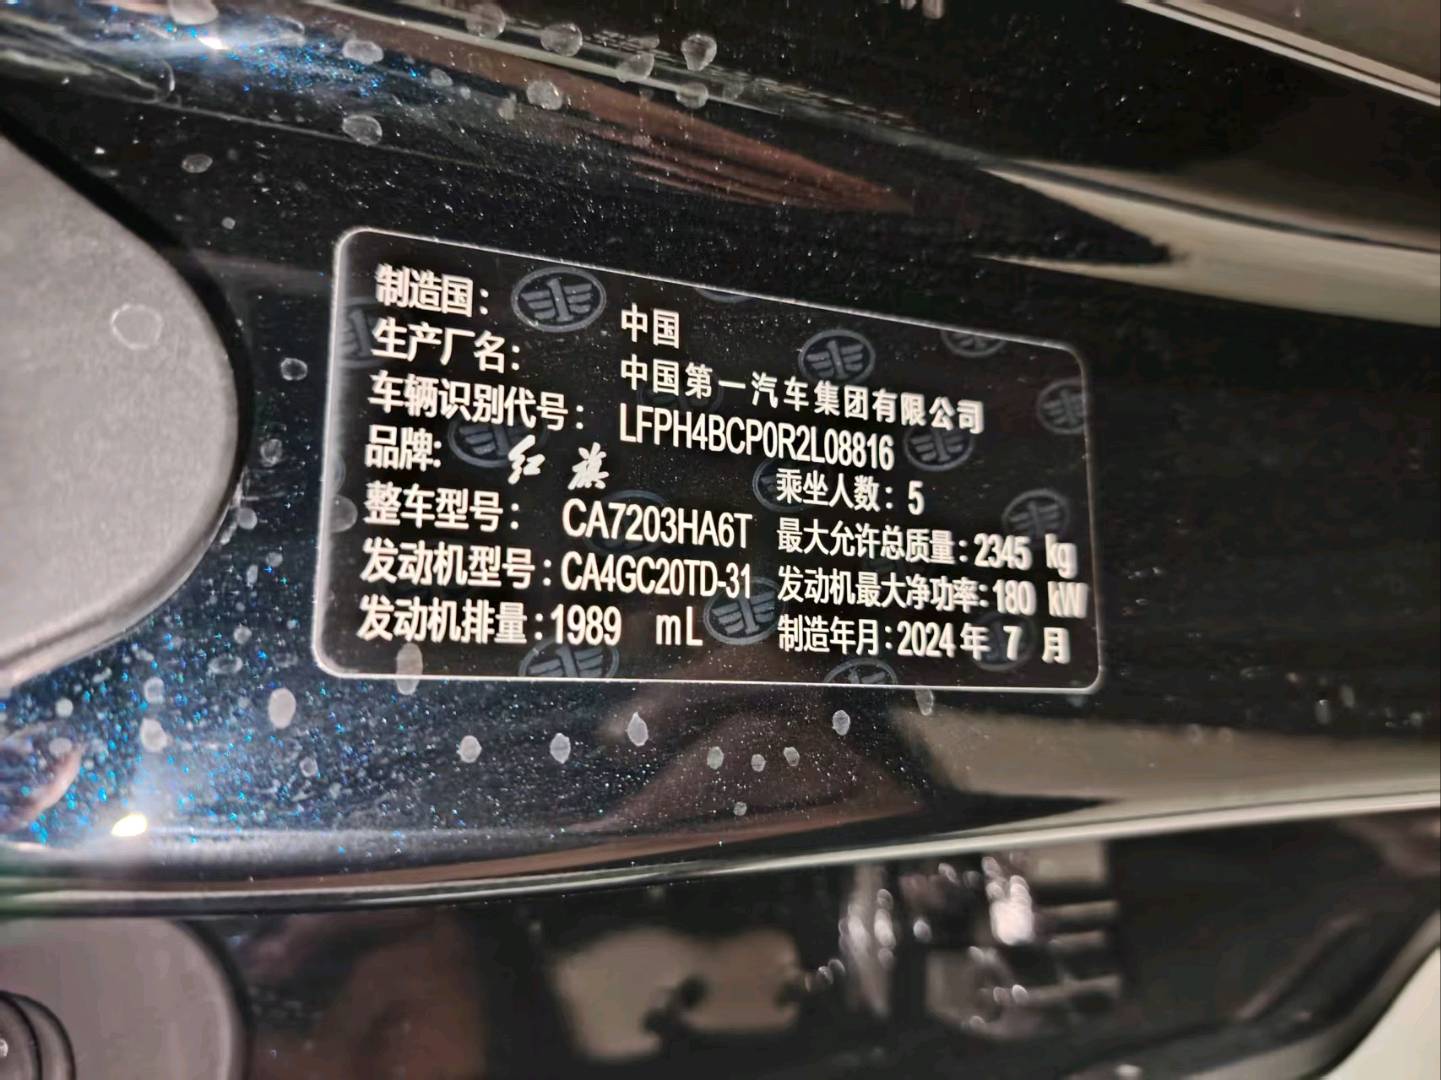 制造国： 中国
生产厂名： 中国第一汽车集团有限公司
车辆识别代号： LFPH4BCP0R2L08816
品牌: 红旗 乘坐人数：5
整车型号： CA7203HA6T 最大允许总质量：2345 kg
发动机型号：CA4GC20TD-31 发动机最大净功率：180 kW
发动机排量：1989 mL 制造年月：2024年 7 月